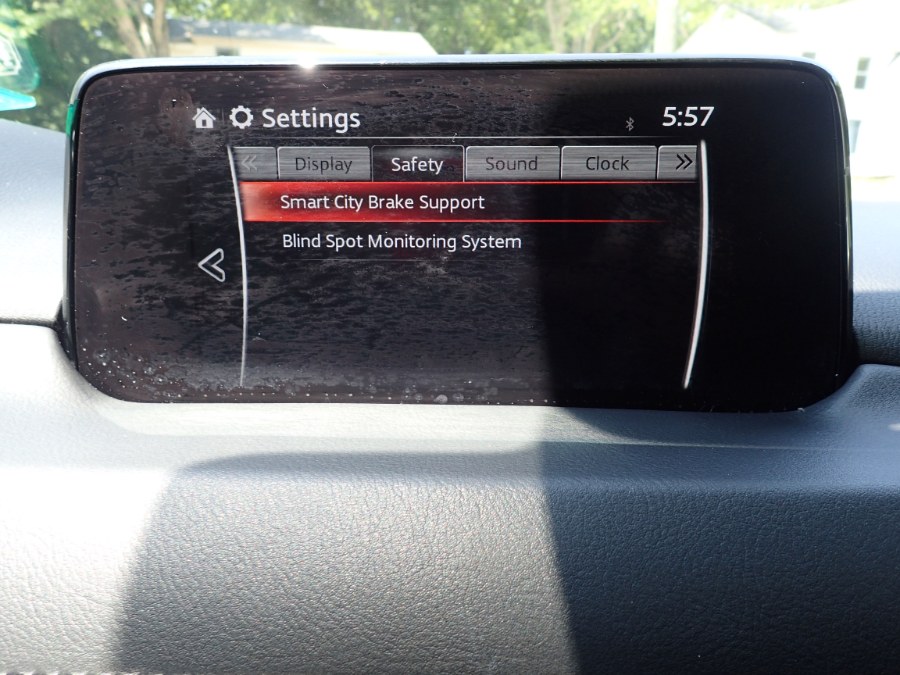 Settings 5:57
Display Safety Sound Clock
Smart City Brake Support
Blind Spot Monitoring System